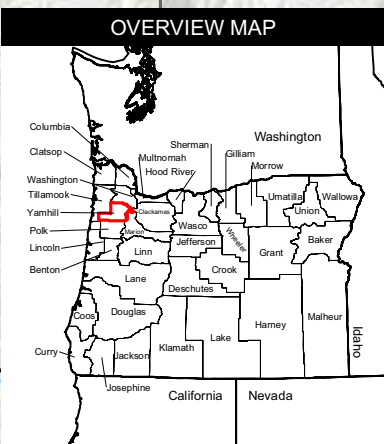 OVERVIEW MAP
Columbia
Clatsop
Washington
Tillamook
Yamhill
Polk
Lincoln
Benton
Multnomah
Hood River
Sherman
Gilliam
Morrow
Washington
Clackamas
Marion
Wasco
Wheeler
Umatilla
Union
Wallowa
Jefferson
Linn
Crook
Grant
Baker
Lane
Deschutes
Coos
Douglas
Curry
Jackson
Klamath
Lake
Harney
Malheur
Idaho
Josephine
California
Nevada